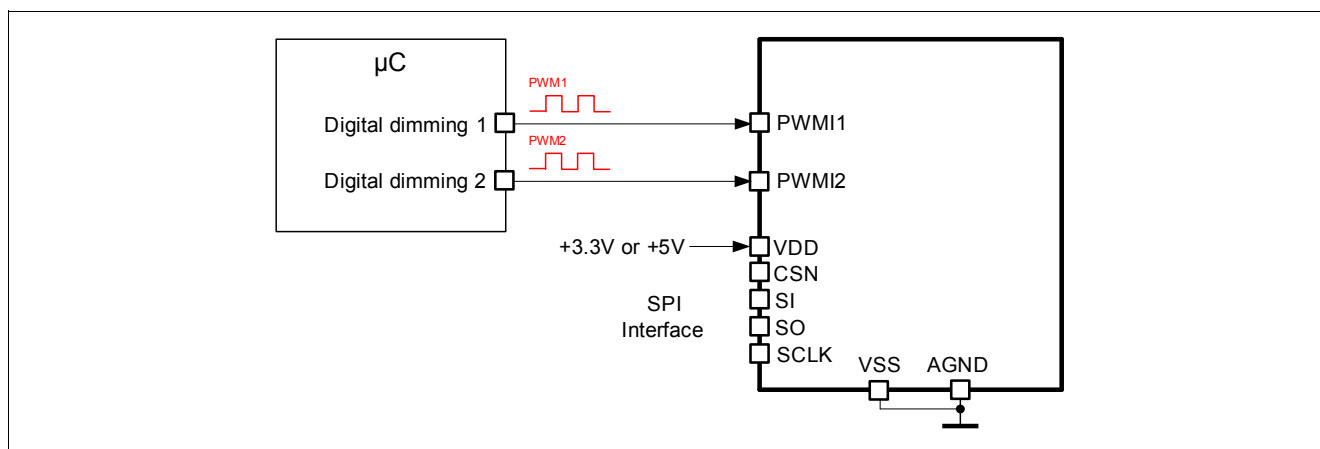 µC
PWM1
Digital dimming 1
PWMI1
PWM2
Digital dimming 2
PWMI2
+3.3V or +5V
VDD
CSN
SPI
Interface
SI
SO
SCLK
VSS
AGND